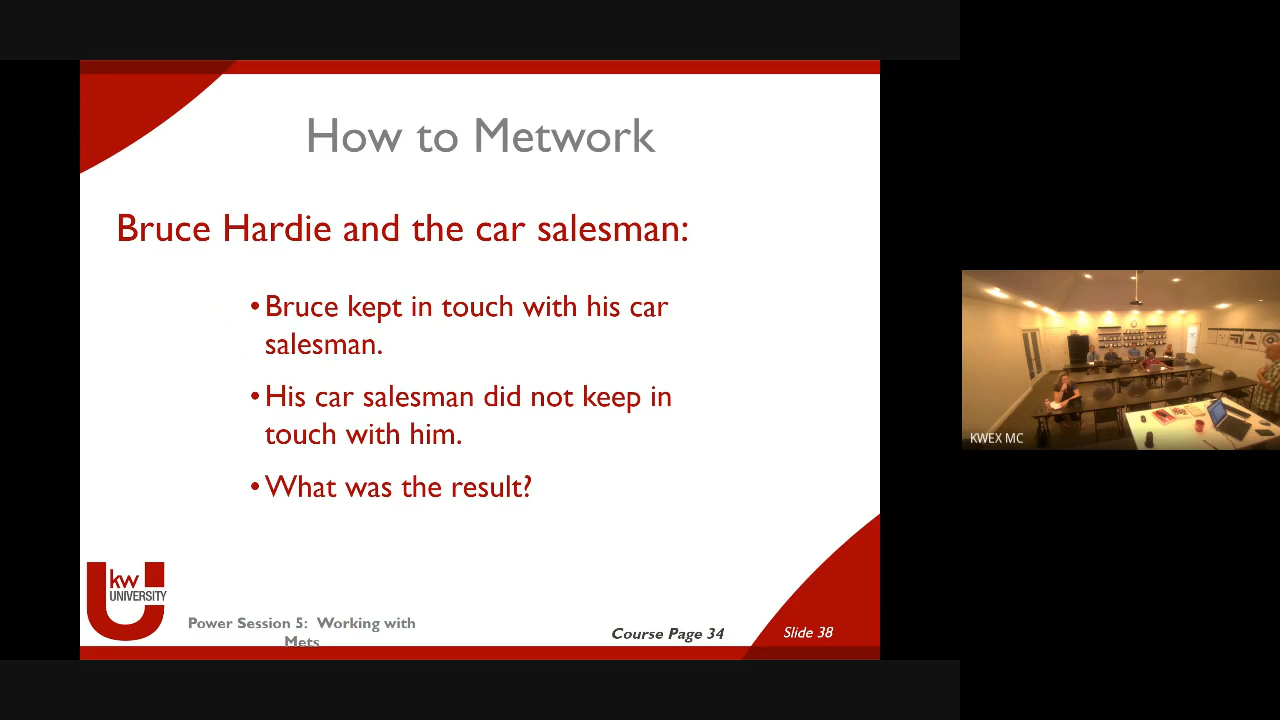 How to Metwork
Bruce Hardie and the car salesman:
•Bruce kept in touch with his car
salesman.
•His car salesman did not keep in
touch with him.
•What was the result?
kw
UNIVERSITY
Power Session 5: Working with
Mets
Course Page 34
Slide 38
KWEX MC